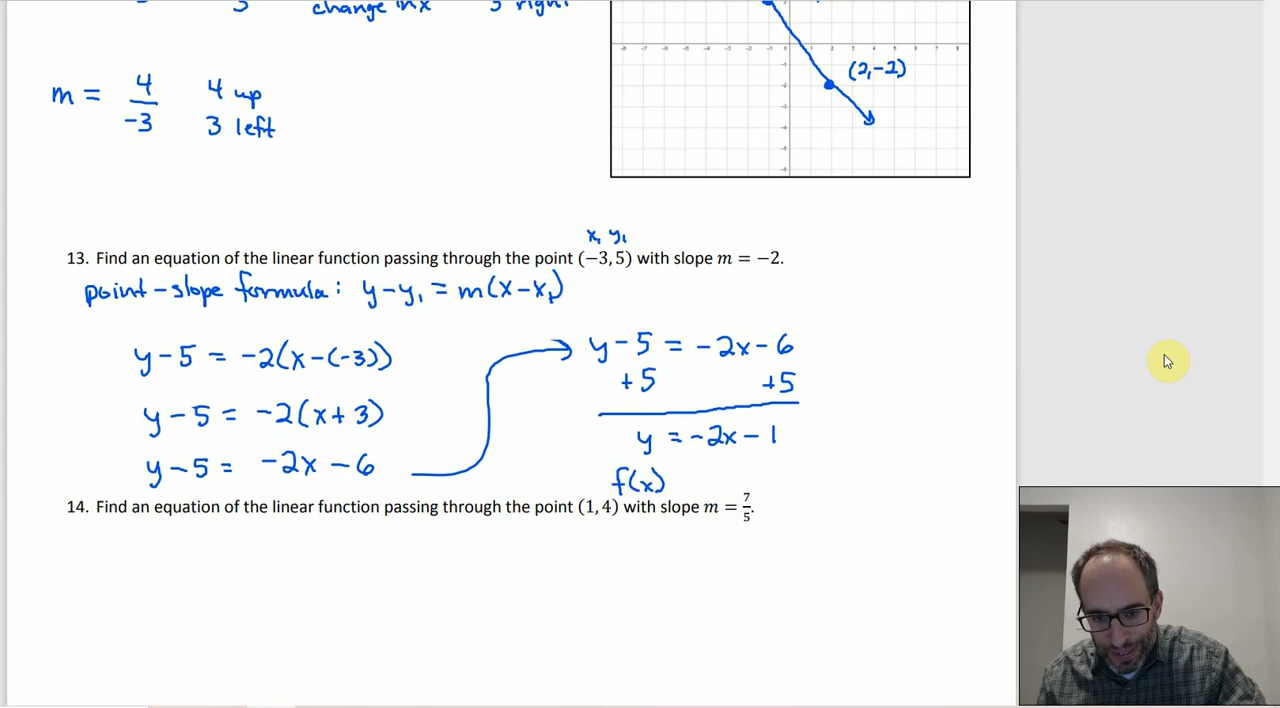 3 change in x 3 right
m = 4/-3 4 up
3 left
(2,-2)
x₁ y₁
13. Find an equation of the linear function passing through the point (−3, 5) with slope m = −2.
point-slope formula: y-y₁ = m(x-x₁)
y-5 = -2(x-(-3))
y-5 = -2(x+3)
y-5 = -2x-6
y-5 = -2x-6
+5 +5
y = -2x-1
f(x)
14. Find an equation of the linear function passing through the point (1, 4) with slope m = 7/5.